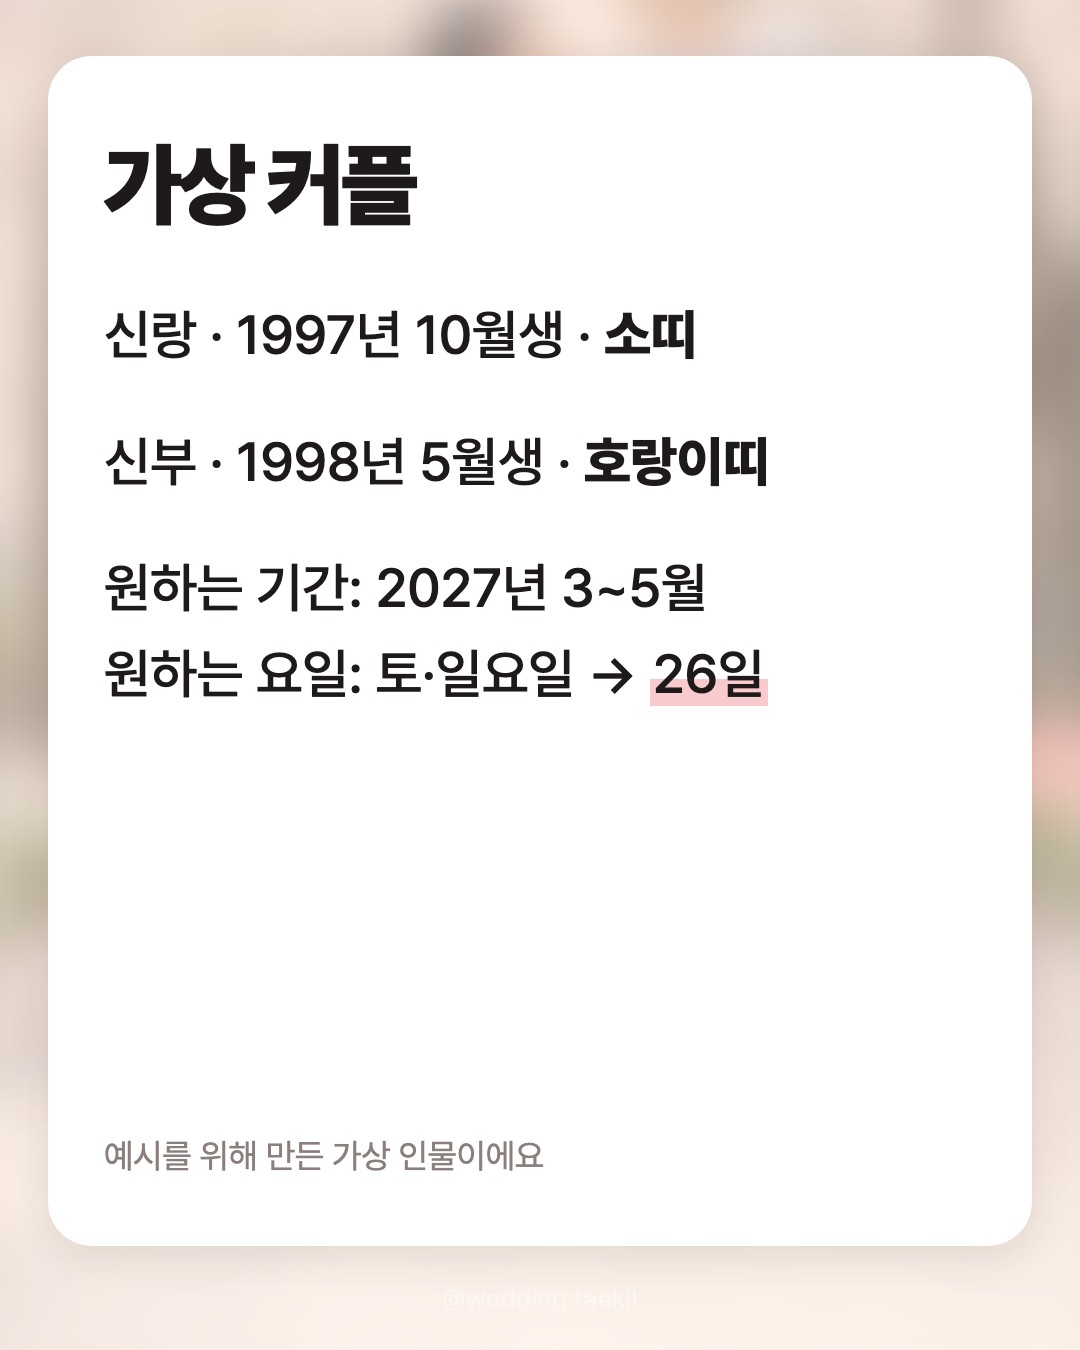 가상 커플
신랑 · 1997년 10월생 · 소띠
신부 · 1998년 5월생 · 호랑이띠
원하는 기간: 2027년 3~5월
원하는 요일: 토·일요일 → 26일
예시를 위해 만든 가상 인물이에요
@wedding.taekil